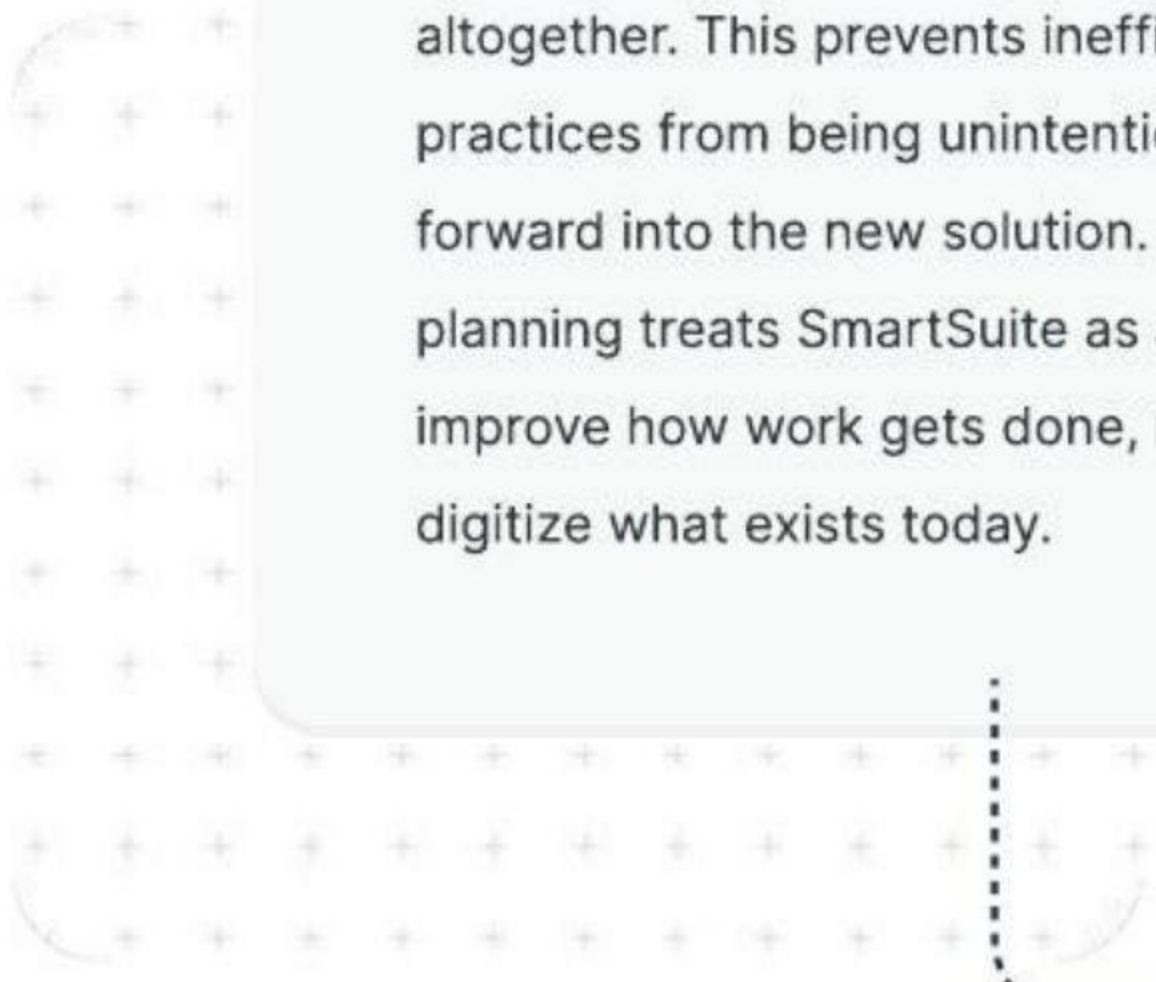 altogether. This prevents ineffi
practices from being unintenti
forward into the new solution.
planning treats SmartSuite as
improve how work gets done,
digitize what exists today.